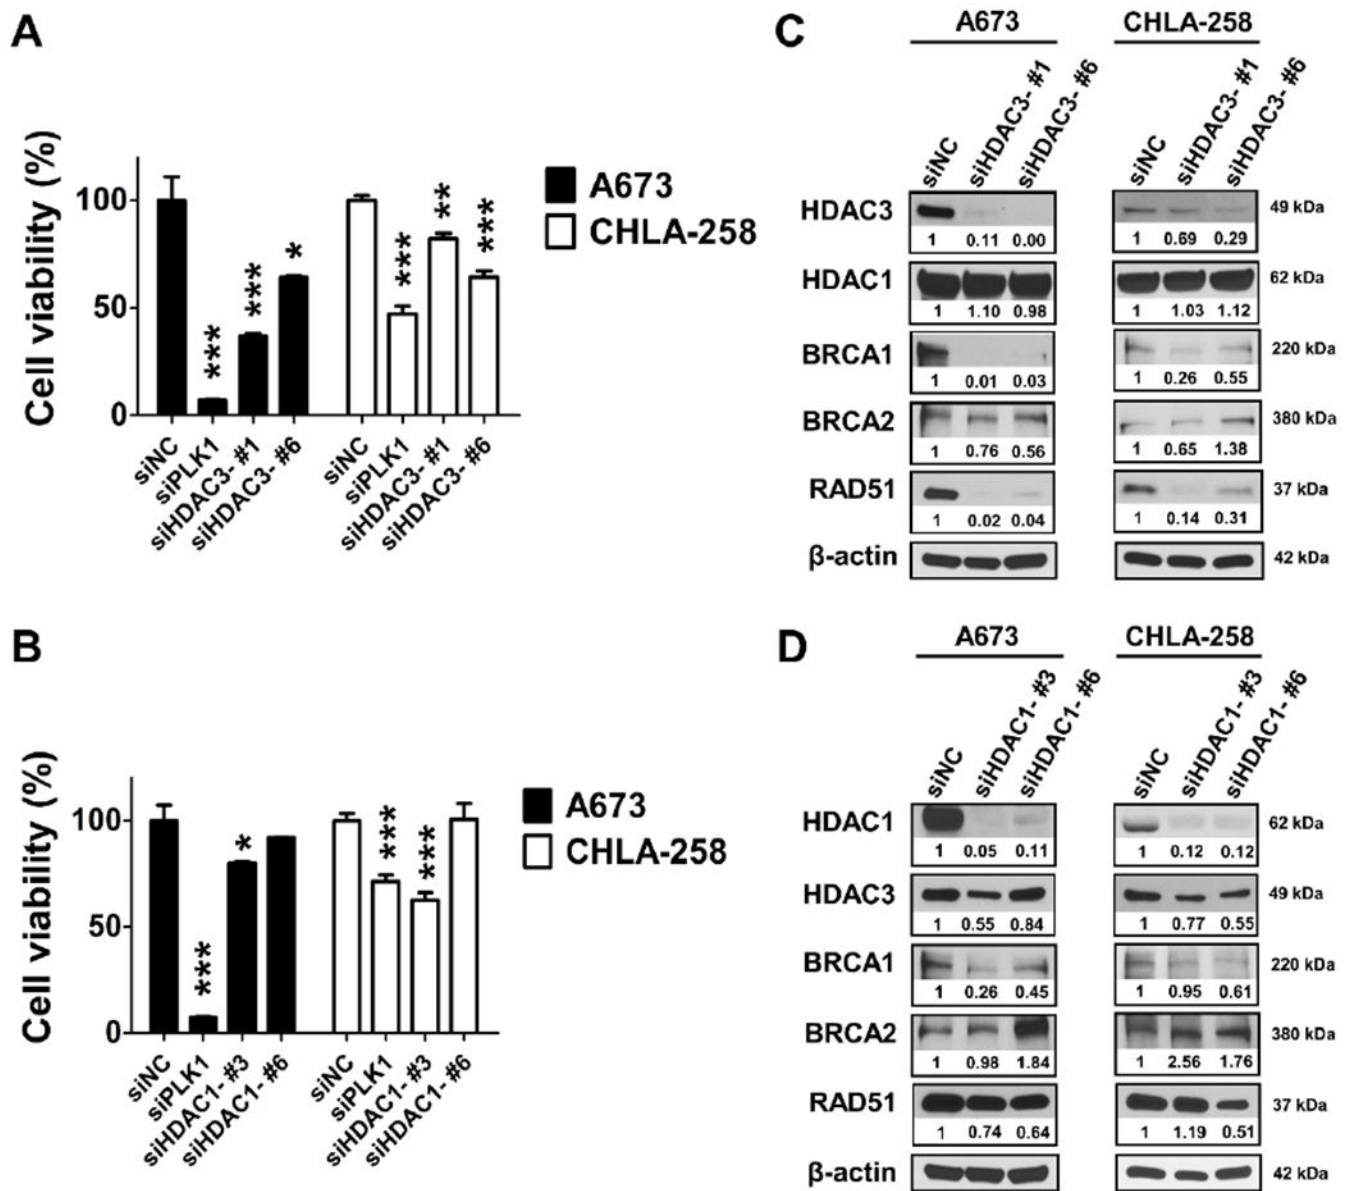 A
Cell viability (%)
100
50
0
***
***
*
***
**
***
A673
CHLA-258
siNC
siPLK1
siHDAC3- #1
siHDAC3- #6
siNC
siPLK1
siHDAC3- #1
siHDAC3- #6
C
A673 CHLA-258
siNC siHDAC3- #1 siHDAC3- #6 siNC siHDAC3- #1 siHDAC3- #6
HDAC3 49 kDa
1 0.11 0.00 1 0.69 0.29
HDAC1 62 kDa
1 1.10 0.98 1 1.03 1.12
BRCA1 220 kDa
1 0.01 0.03 1 0.26 0.55
BRCA2 380 kDa
1 0.76 0.56 1 0.65 1.38
RAD51 37 kDa
1 0.02 0.04 1 0.14 0.31
β-actin 42 kDa
B
Cell viability (%)
100
50
0
***
*
***
***
A673
CHLA-258
siNC
siPLK1
siHDAC1- #3
siHDAC1- #6
siNC
siPLK1
siHDAC1- #3
siHDAC1- #6
D
A673 CHLA-258
siNC siHDAC1- #3 siHDAC1- #6 siNC siHDAC1- #3 siHDAC1- #6
HDAC1 62 kDa
1 0.05 0.11 1 0.12 0.12
HDAC3 49 kDa
1 0.55 0.84 1 0.77 0.55
BRCA1 220 kDa
1 0.26 0.45 1 0.95 0.61
BRCA2 380 kDa
1 0.98 1.84 1 2.56 1.76
RAD51 37 kDa
1 0.74 0.64 1 1.19 0.51
β-actin 42 kDa